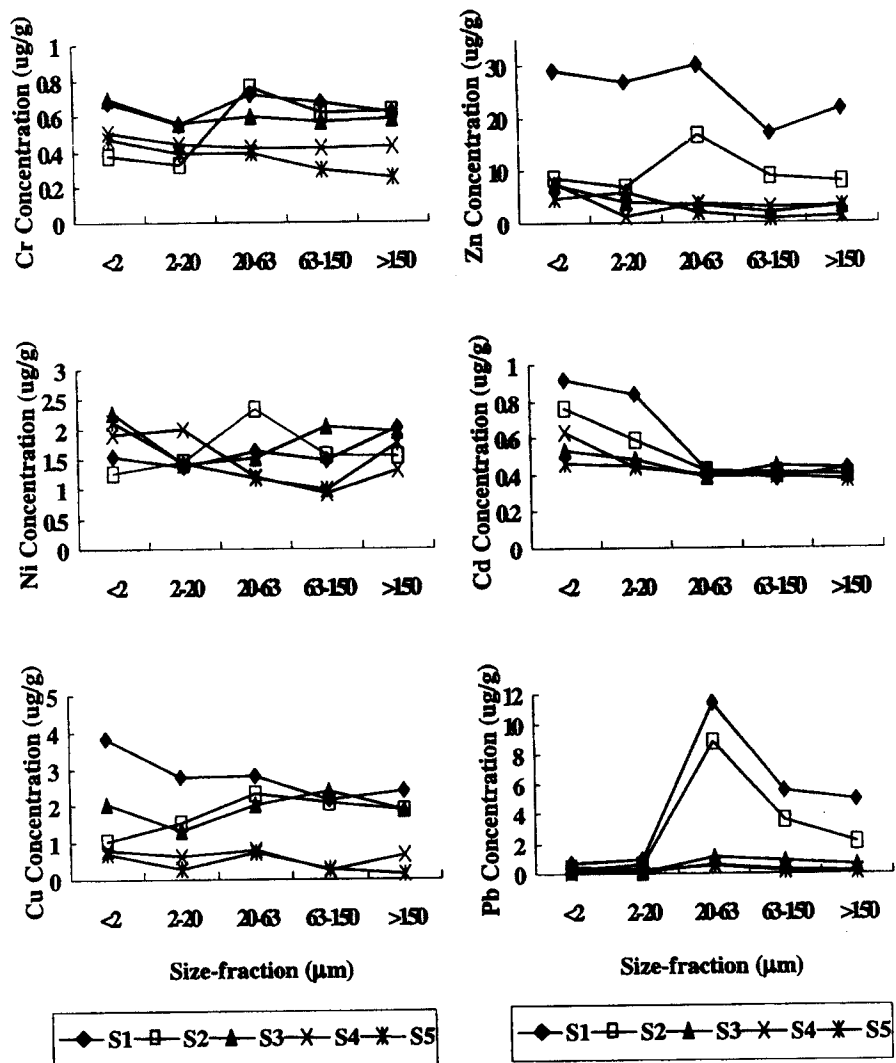 Cr Concentration (ug/g)
1
0.8
0.6
0.4
0.2
0
<2 2-20 20-63 63-150 >150
Zn Concentration (ug/g)
30
20
10
0
<2 2-20 20-63 63-150 >150
Ni Concentration (ug/g)
3
2.5
2
1.5
1
0.5
0
<2 2-20 20-63 63-150 >150
Cd Concentration (ug/g)
1
0.8
0.6
0.4
0.2
0
<2 2-20 20-63 63-150 >150
Cu Concentration (ug/g)
5
4
3
2
1
0
<2 2-20 20-63 63-150 >150
Size-fraction (μm)
Pb Concentration (ug/g)
12
10
8
6
4
2
0
<2 2-20 20-63 63-150 >150
Size-fraction (μm)
S1 S2 S3 S4 S5
S1 S2 S3 S4 S5